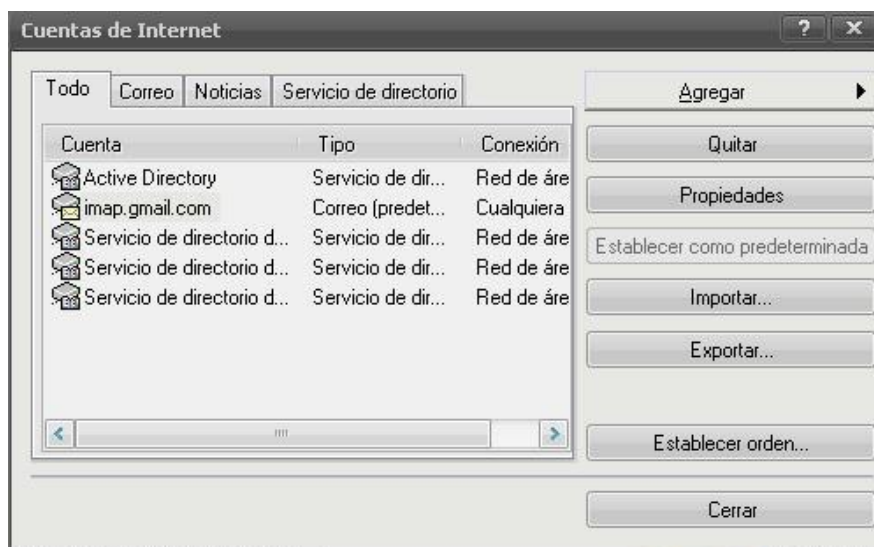 Cuentas de Internet ? X
Todo Correo Noticias Servicio de directorio
Cuenta Tipo Conexión
Active Directory Servicio de dir... Red de áre
imap.gmail.com Correo (predet... Cualquiera
Servicio de directorio d... Servicio de dir... Red de áre
Servicio de directorio d... Servicio de dir... Red de áre
Servicio de directorio d... Servicio de dir... Red de áre
Agregar
Quitar
Propiedades
Establecer como predeterminada
Importar...
Exportar...
Establecer orden...
Cerrar